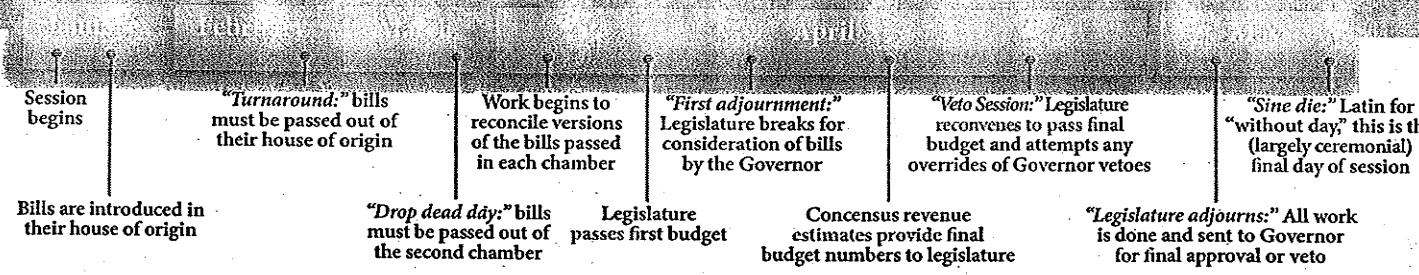 April
Session
begins
Bills are introduced in
their house of origin
"Turnaround:" bills
must be passed out of
their house of origin
"Drop dead day:" bills
must be passed out of
the second chamber
Work begins to
reconcile versions
of the bills passed
in each chamber
Legislature
passes first budget
"First adjournment:"
Legislature breaks for
consideration of bills
by the Governor
Concensus revenue
estimates provide final
budget numbers to legislature
"Veto Session:" Legislature
reconvenes to pass final
budget and attempts any
overrides of Governor vetoes
"Legislature adjourns:" All work
is done and sent to Governor
for final approval or veto
"Sine die:" Latin for
"without day," this is th
(largely ceremonial)
final day of session